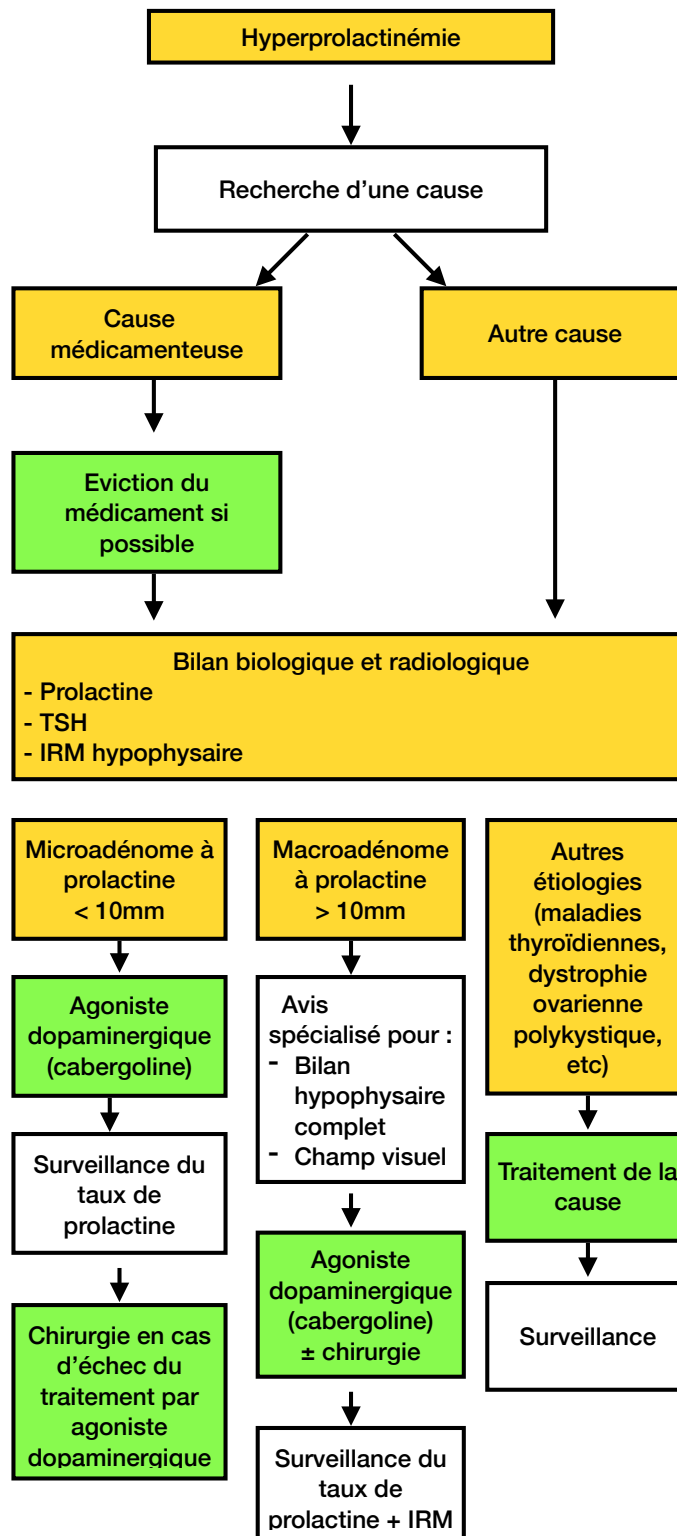 Hyperprolactinémie
Recherche d'une cause
Cause
médicamenteuse
Autre cause
Eviction du
médicament si
possible
Bilan biologique et radiologique
- Prolactine
- TSH
- IRM hypophysaire
Microadénome à
prolactine
< 10mm
Agoniste
dopaminergique
(cabergoline)
Surveillance du
taux de
prolactine
Chirurgie en cas
d'échec du
traitement par
agoniste
dopaminergique
Macroadénome
à prolactine
> 10mm
Avis
spécialisé pour :
- Bilan
hypophysaire
complet
- Champ visuel
Agoniste
dopaminergique
(cabergoline)
± chirurgie
Surveillance du
taux de
prolactine + IRM
Autres
étiologies
(maladies
thyroïdiennes,
dystrophie
ovarienne
polykystique,
etc)
Traitement de la
cause
Surveillance